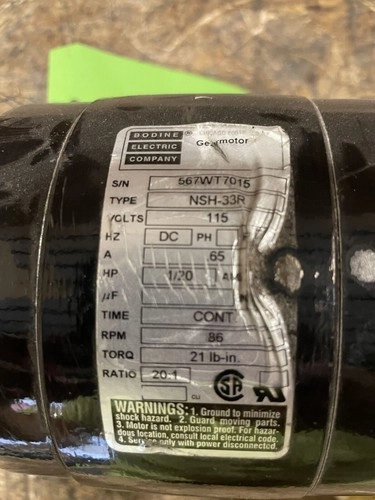 BODINE
ELECTRIC
COMPANY
Gearmotor
S/N 567WT7015
TYPE NSH-33R
VOLTS 115
HZ DC PH
A .65
HP 1/20
µF
TIME CONT
RPM 86
TORQ 21 lb-in.
RATIO 20:1
WARNINGS: 1. Ground to minimize
shock hazard. 2. Guard moving parts.
3. Motor is not explosion proof. For hazar-
dous location, consult local electrical code.
4. Service only with power disconnected.